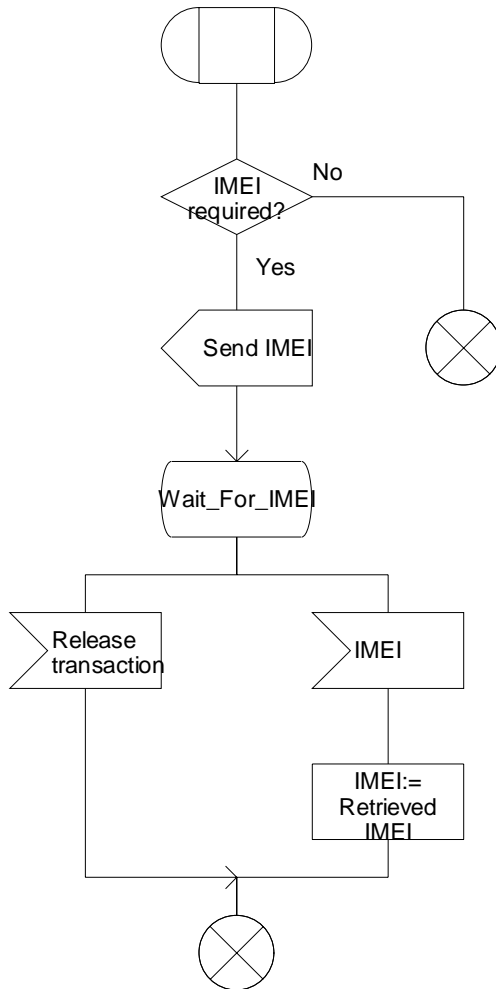 No
IMEI
required?
Yes
Send IMEI
Wait_For_IMEI
Release
transaction
IMEI
IMEI:=
Retrieved
IMEI